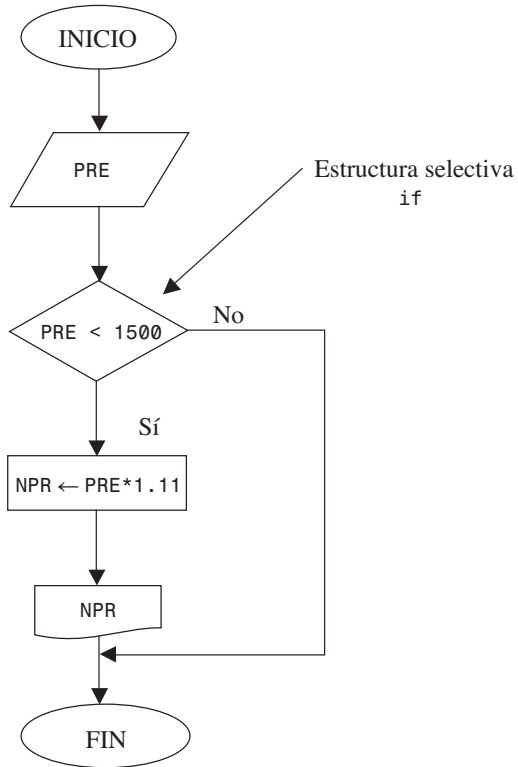 INICIO
PRE
Estructura selectiva
if
PRE < 1500
No
Sí
NPR ← PRE*1.11
NPR
FIN